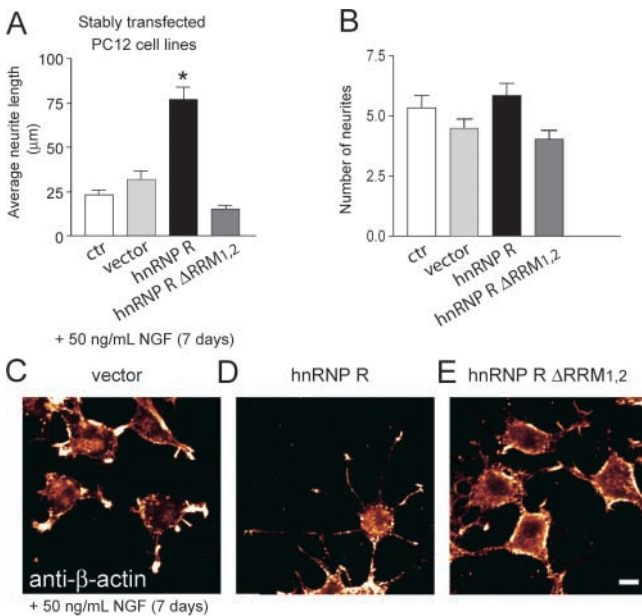 A
Stably transfected
PC12 cell lines
Average neurite length
(μm)
100
75
50
25
0
*
ctr
vector
hnRNP R
hnRNP R ΔRRM1,2
+ 50 ng/mL NGF (7 days)
B
Number of neurites
7.5
5.0
2.5
0.0
ctr
vector
hnRNP R
hnRNP R ΔRRM1,2
C vector
D hnRNP R
E hnRNP R ΔRRM1,2
anti-β-actin
+ 50 ng/mL NGF (7 days)